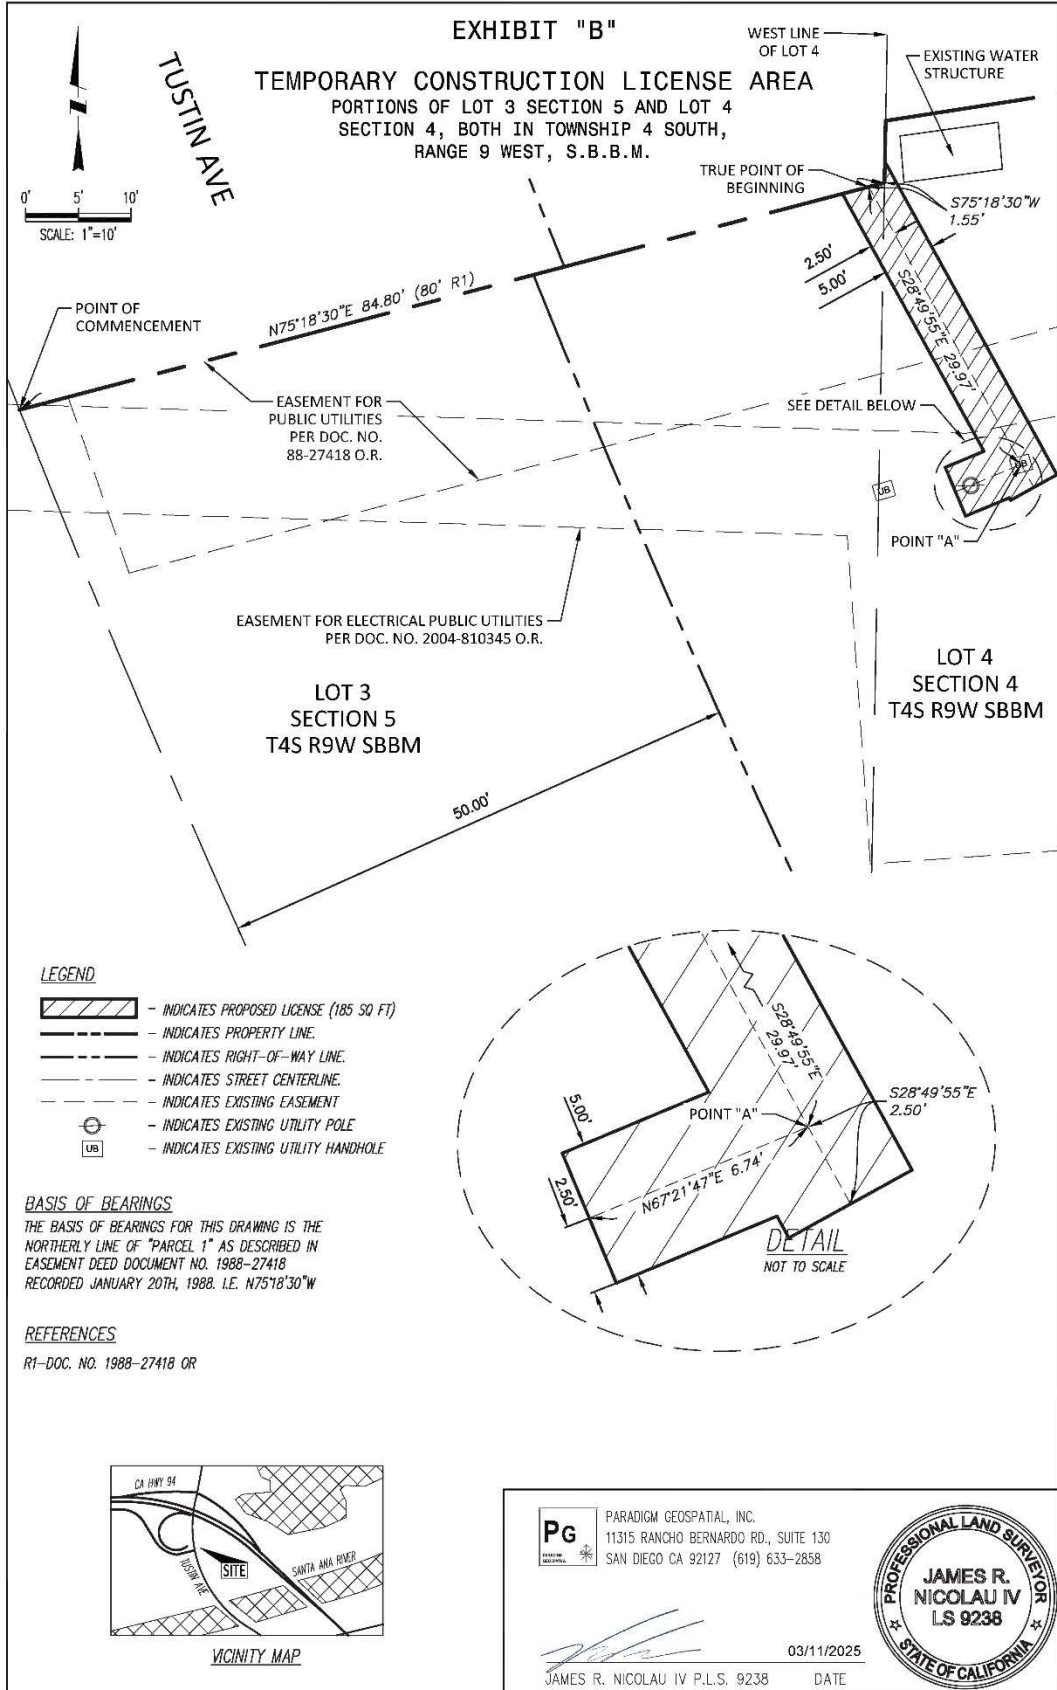 EXHIBIT "B"
TEMPORARY CONSTRUCTION LICENSE AREA
PORTIONS OF LOT 3 SECTION 5 AND LOT 4
SECTION 4, BOTH IN TOWNSHIP 4 SOUTH,
RANGE 9 WEST, S.B.B.M.
TUSTIN AVE
0' 5' 10'
SCALE: 1"=10'
WEST LINE
OF LOT 4
EXISTING WATER
STRUCTURE
TRUE POINT OF
BEGINNING
S75°18'30"W
1.55'
2.50'
5.00'
S28°49'55"E 29.97'
N75°18'30"E 84.80' (80' R1)
POINT OF
COMMENCEMENT
EASEMENT FOR
PUBLIC UTILITIES
PER DOC. NO.
88-27418 O.R.
SEE DETAIL BELOW
UB
UB
POINT "A"
EASEMENT FOR ELECTRICAL PUBLIC UTILITIES
PER DOC. NO. 2004-810345 O.R.
LOT 3
SECTION 5
T4S R9W SBBM
LOT 4
SECTION 4
T4S R9W SBBM
50.00'
LEGEND
- INDICATES PROPOSED LICENSE (185 SQ FT)
- INDICATES PROPERTY LINE.
- INDICATES RIGHT-OF-WAY LINE.
- INDICATES STREET CENTERLINE.
- INDICATES EXISTING EASEMENT
- INDICATES EXISTING UTILITY POLE
UB - INDICATES EXISTING UTILITY HANDHOLE
S28°49'55"E
29.97'
S28°49'55"E
2.50'
POINT "A"
5.00'
2.50'
N67°21'47"E 6.74'
DETAIL
NOT TO SCALE
BASIS OF BEARINGS
THE BASIS OF BEARINGS FOR THIS DRAWING IS THE
NORTHERLY LINE OF "PARCEL 1" AS DESCRIBED IN
EASEMENT DEED DOCUMENT NO. 1988-27418
RECORDED JANUARY 20TH, 1988. I.E. N75°18'30"W
REFERENCES
R1-DOC. NO. 1988-27418 OR
CA HWY 94
TUSTIN AVE
SITE
SANTA ANA RIVER
VICINITY MAP
PG
PARADIGM GEOSPATIAL, INC.
11315 RANCHO BERNARDO RD., SUITE 130
SAN DIEGO CA 92127 (619) 633-2858
03/11/2025
JAMES R. NICOLAU IV P.L.S. 9238 DATE
PROFESSIONAL LAND SURVEYOR
JAMES R.
NICOLAU IV
LS 9238
STATE OF CALIFORNIA